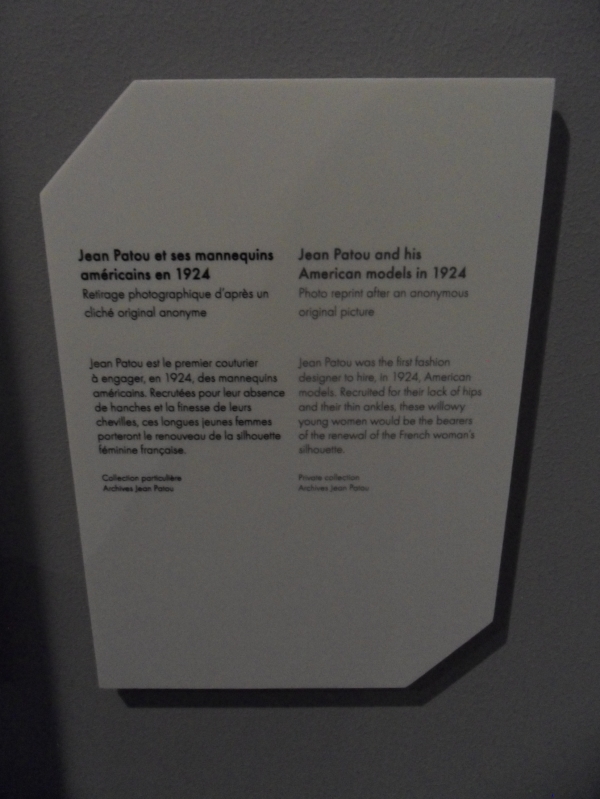 Jean Patou et ses mannequins
américains en 1924
Retirage photographique d'après un
cliché original anonyme
Jean Patou est le premier couturier
à engager, en 1924, des mannequins
américains. Recrutées pour leur absence
de hanches et la finesse de leurs
chevilles, ces longues jeunes femmes
porteront le renouveau de la silhouette
féminine française.
Collection particulière
Archives Jean Patou
Jean Patou and his
American models in 1924
Photo reprint after an anonymous
original picture
Jean Patou was the first fashion
designer to hire, in 1924, American
models. Recruited for their lack of hips
and their thin ankles, these willowy
young women would be the bearers
of the renewal of the French woman's
silhouette.
Private collection
Archives Jean Patou